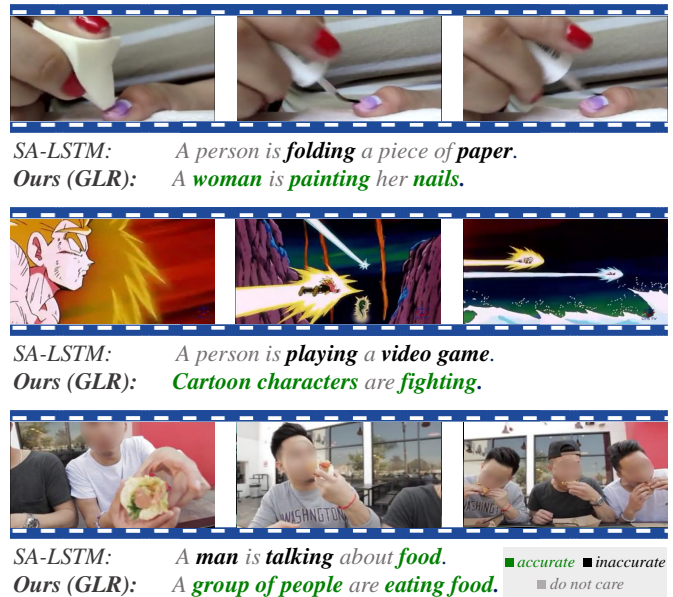 SA-LSTM: A person is folding a piece of paper.
Ours (GLR): A woman is painting her nails.
SA-LSTM: A person is playing a video game.
Ours (GLR): Cartoon characters are fighting.
WASHINGTON
WASHINGT
SA-LSTM: A man is talking about food.
Ours (GLR): A group of people are eating food.
accurate inaccurate
do not care